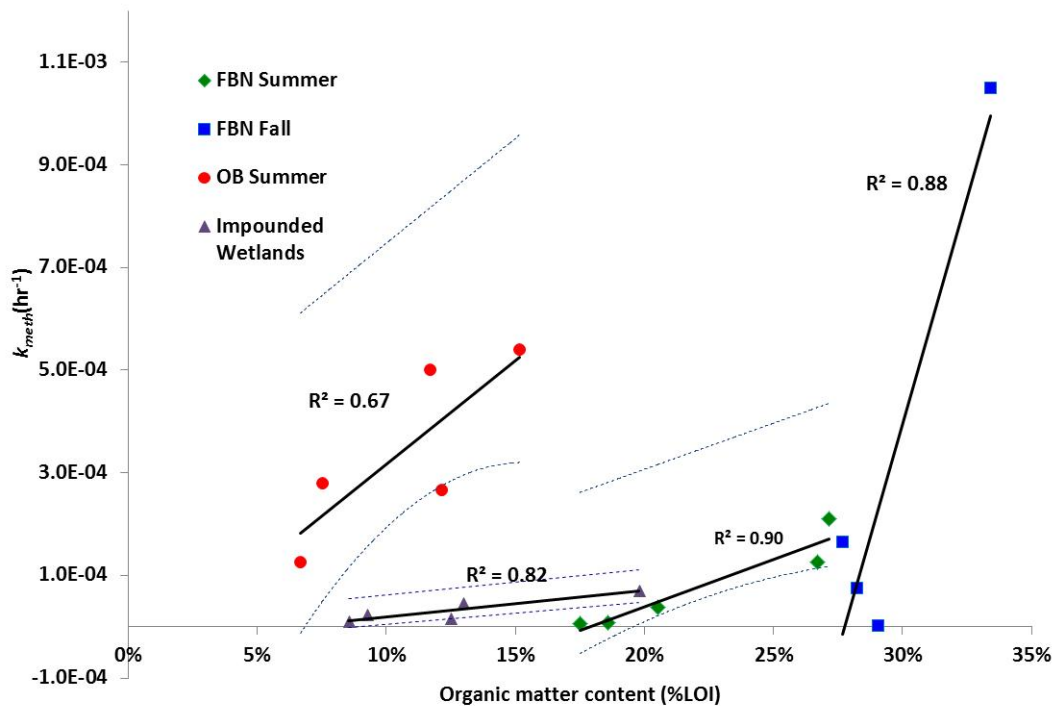 1.1E-03
9.0E-04
7.0E-04
5.0E-04
3.0E-04
1.0E-04
-1.0E-04
k_meth(hr⁻¹)
FBN Summer
FBN Fall
OB Summer
Impounded
Wetlands
R² = 0.88
R² = 0.67
R² = 0.90
R² = 0.82
0% 5% 10% 15% 20% 25% 30% 35%
Organic matter content (%LOI)